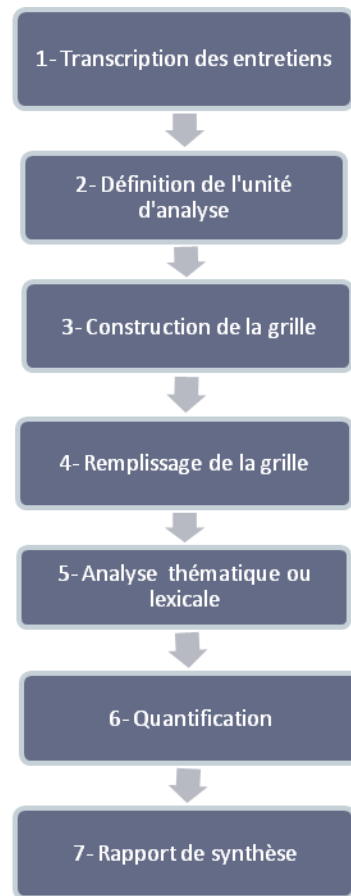 1- Transcription des entretiens
2- Définition de l'unité
d'analyse
3- Construction de la grille
4- Remplissage de la grille
5- Analyse thématique ou
lexicale
6- Quantification
7- Rapport de synthèse